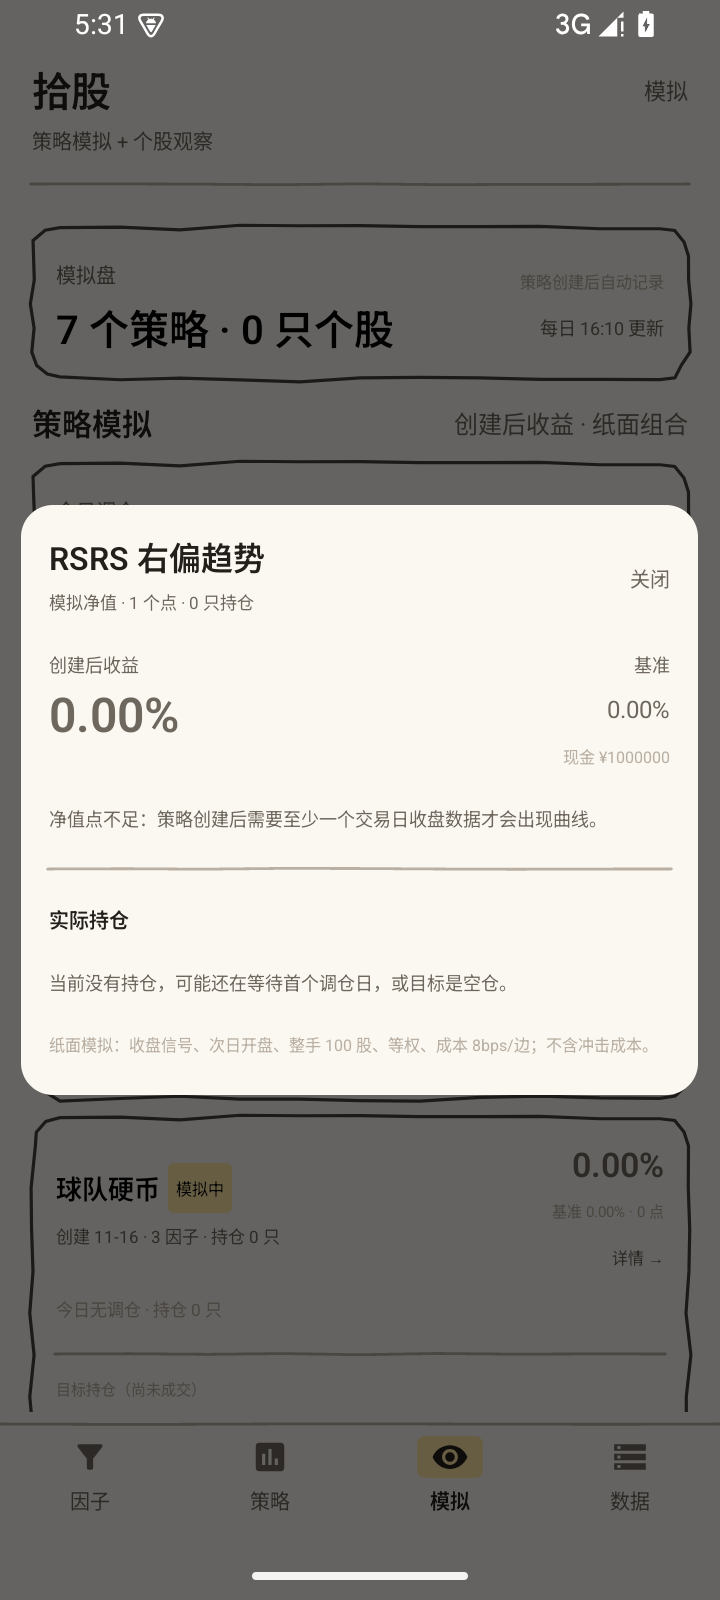 5:31
3G
拾股
模拟
策略模拟 + 个股观察
模拟盘
策略创建后自动记录
7 个策略 · 0 只个股
每日 16:10 更新
策略模拟
创建后收益 · 纸面组合
RSRS 右偏趋势
关闭
模拟净值 · 1 个点 · 0 只持仓
创建后收益
基准
0.00%
0.00%
现金 ¥1000000
净值点不足：策略创建后需要至少一个交易日收盘数据才会出现曲线。
实际持仓
当前没有持仓，可能还在等待首个调仓日，或目标是空仓。
纸面模拟：收盘信号、次日开盘、整手 100 股、等权、成本 8bps/边；不含冲击成本。
0.00%
球队硬币
模拟中
基准 0.00% · 0 点
创建 11-16 · 3 因子 · 持仓 0 只
详情 →
今日无调仓 · 持仓 0 只
目标持仓（尚未成交）
因子
策略
模拟
数据